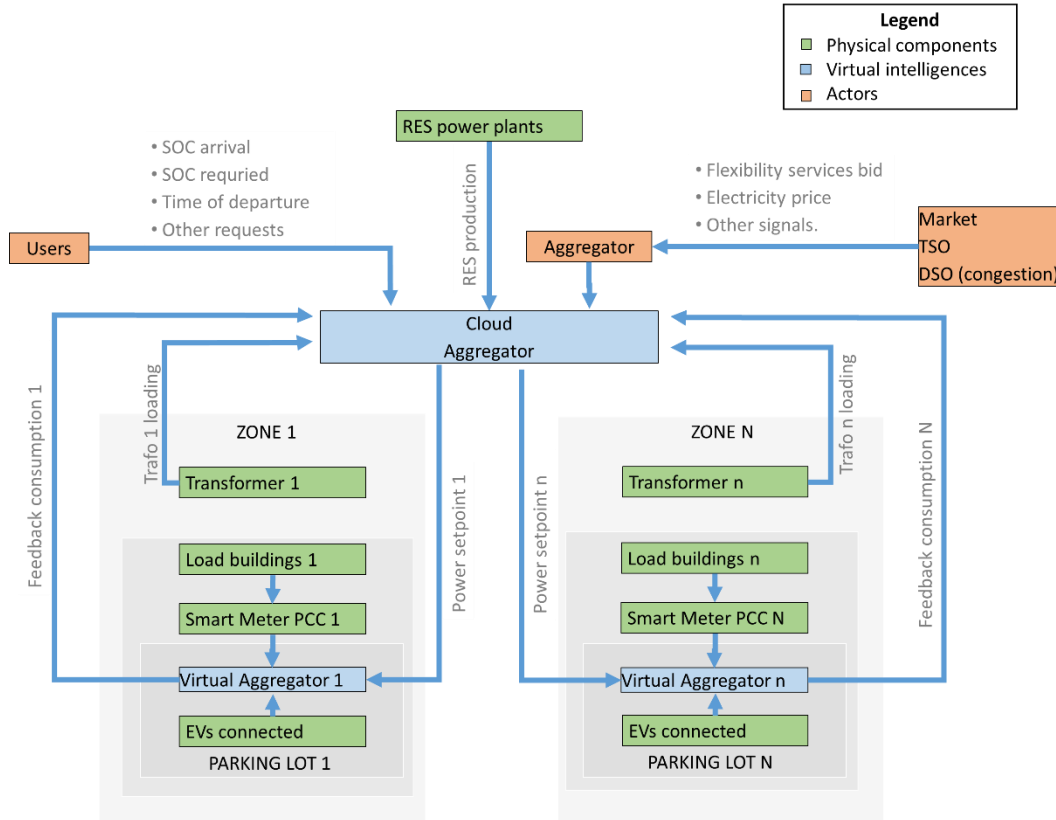 Legend
Physical components
Virtual intelligences
Actors
RES power plants
• SOC arrival
• SOC requried
• Time of departure
• Other requests
• Flexibility services bid
• Electricity price
• Other signals.
RES production
Users
Aggregator
Market
TSO
DSO (congestion)
Cloud
Aggregator
Feedback consumption 1
Trafo 1 loading
ZONE 1
Transformer 1
Load buildings 1
Smart Meter PCC 1
Virtual Aggregator 1
EVs connected
PARKING LOT 1
Power setpoint 1
Power setpoint n
ZONE N
Transformer n
Load buildings n
Smart Meter PCC N
Virtual Aggregator n
EVs connected
PARKING LOT N
Trafo n loading
Feedback consumption N